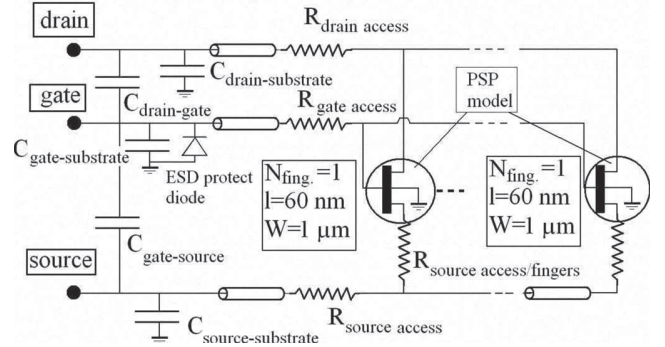 drain
R drain access
C drain-substrate
PSP
model
gate
C drain-gate
R gate access
C gate-substrate
ESD protect
diode
N fing. =1
l=60 nm
W=1 µm
N fing. =1
l=60 nm
W=1 µm
C gate-source
source
R source access/fingers
C source-substrate
R source access